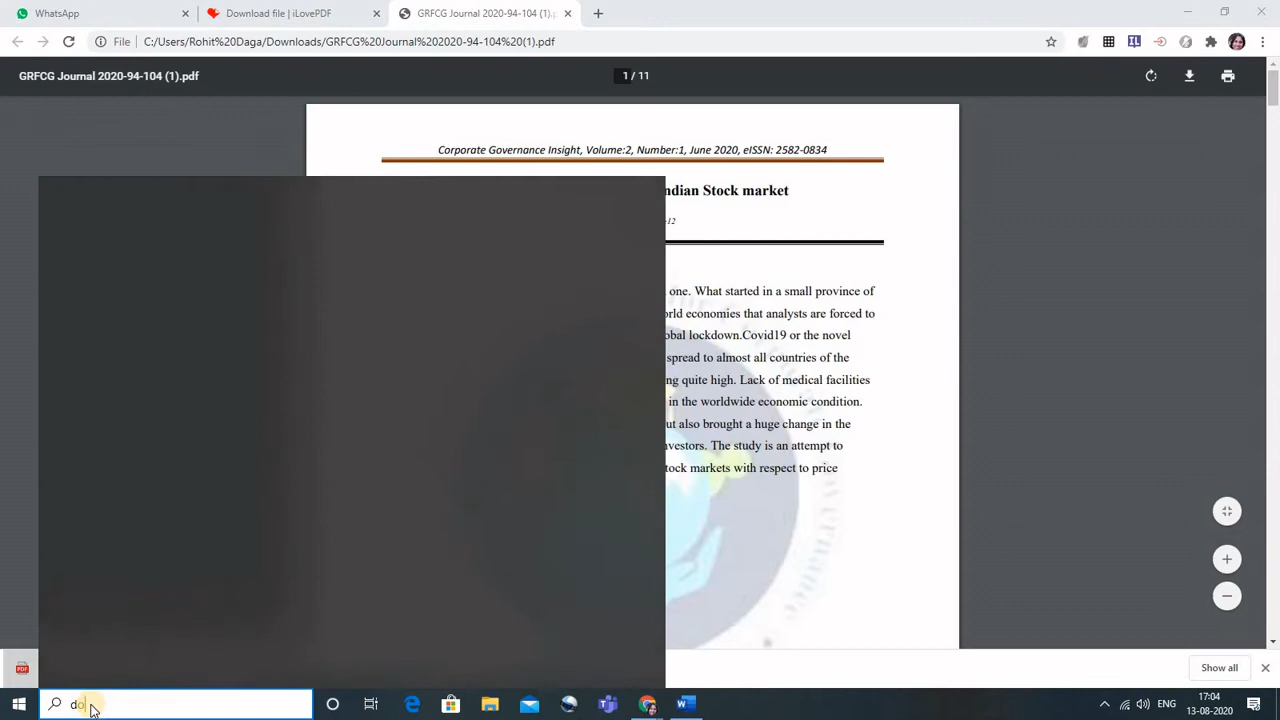 WhatsApp
Download file | iLovePDF
GRFCG Journal 2020-94-104 (1).p
File
C:/Users/Rohit%20Daga/Downloads/GRFCG%20Journal%202020-94-104%20(1).pdf
GRFCG Journal 2020-94-104 (1).pdf
1 / 11
Corporate Governance Insight, Volume:2, Number:1, June 2020, eISSN: 2582-0834
ndian Stock market
-12
one. What started in a small province of
orld economies that analysts are forced to
obal lockdown.Covid19 or the novel
spread to almost all countries of the
ng quite high. Lack of medical facilities
in the worldwide economic condition.
ut also brought a huge change in the
nvestors. The study is an attempt to
tock markets with respect to price
PDF
Show all
do
ENG
17:04
13-08-2020